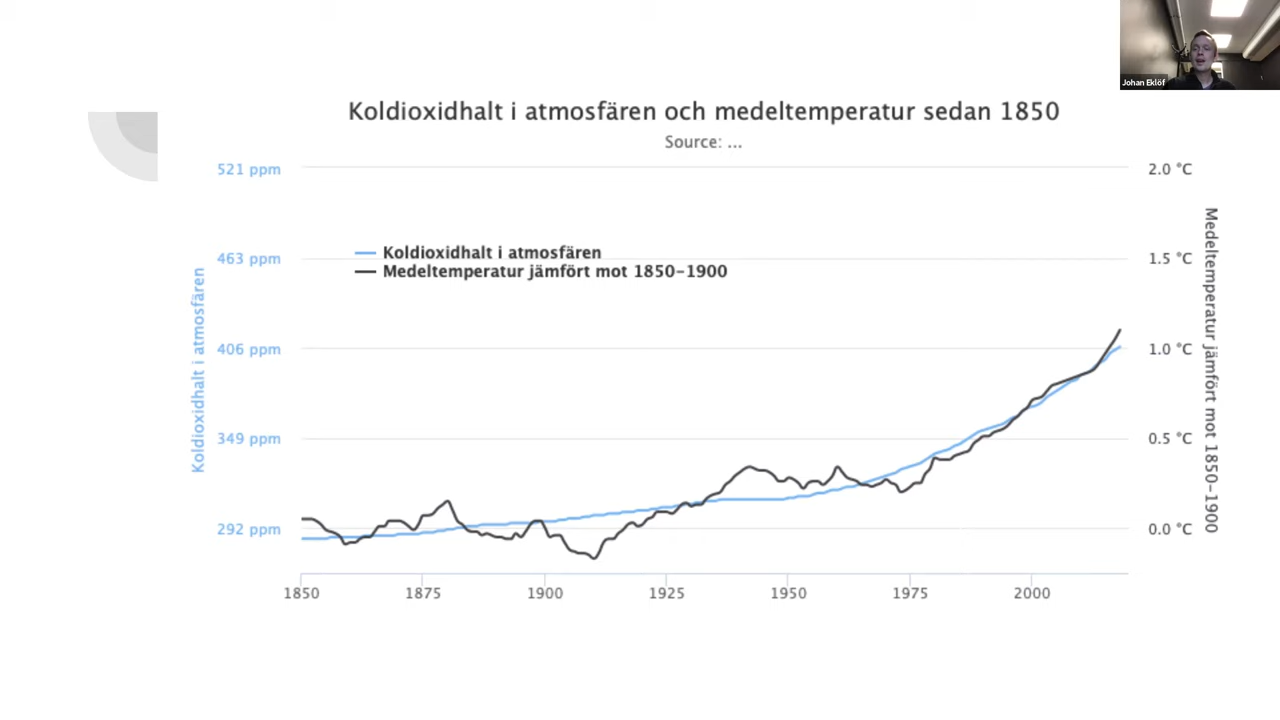 Johan Eklöf
Koldioxidhalt i atmosfären och medeltemperatur sedan 1850
Source: ...
521 ppm
463 ppm
406 ppm
349 ppm
292 ppm
Koldioxidhalt i atmosfären
Koldioxidhalt i atmosfären
Medeltemperatur jämfört mot 1850–1900
2.0 °C
1.5 °C
1.0 °C
0.5 °C
0.0 °C
Medeltemperatur jämfört mot 1850–1900
1850 1875 1900 1925 1950 1975 2000